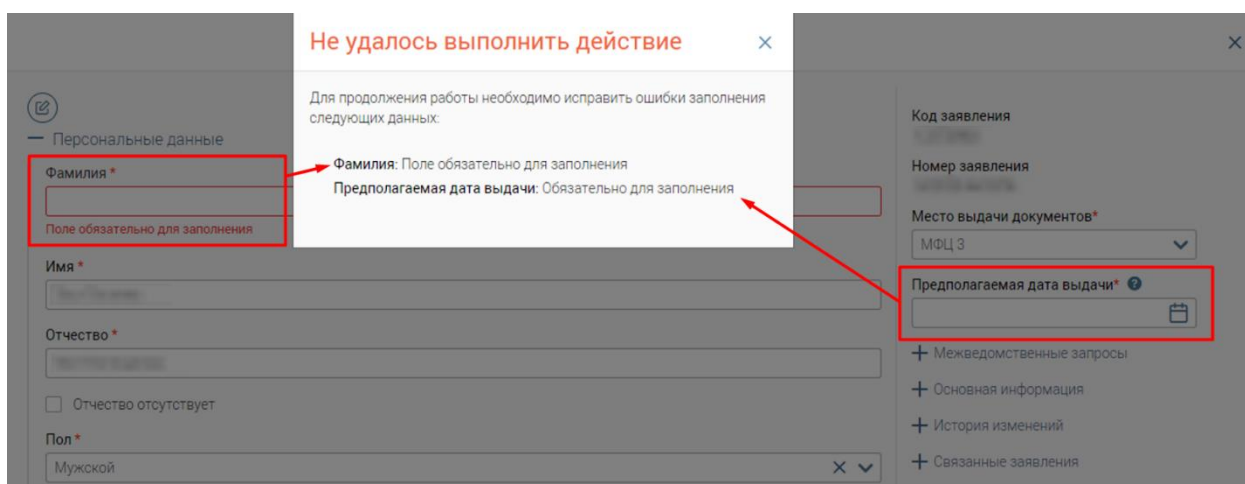 Не удалось выполнить действие
Для продолжения работы необходимо исправить ошибки заполнения
следующих данных:
Фамилия: Поле обязательно для заполнения
Предполагаемая дата выдачи: Обязательно для заполнения
Персональные данные
Фамилия *
Поле обязательно для заполнения
Имя *
Отчество *
Отчество отсутствует
Пол *
Мужской
Код заявления
Номер заявления
Место выдачи документов*
МФЦ 3
Предполагаемая дата выдачи* ?
Межведомственные запросы
Основная информация
История изменений
Связанные заявления